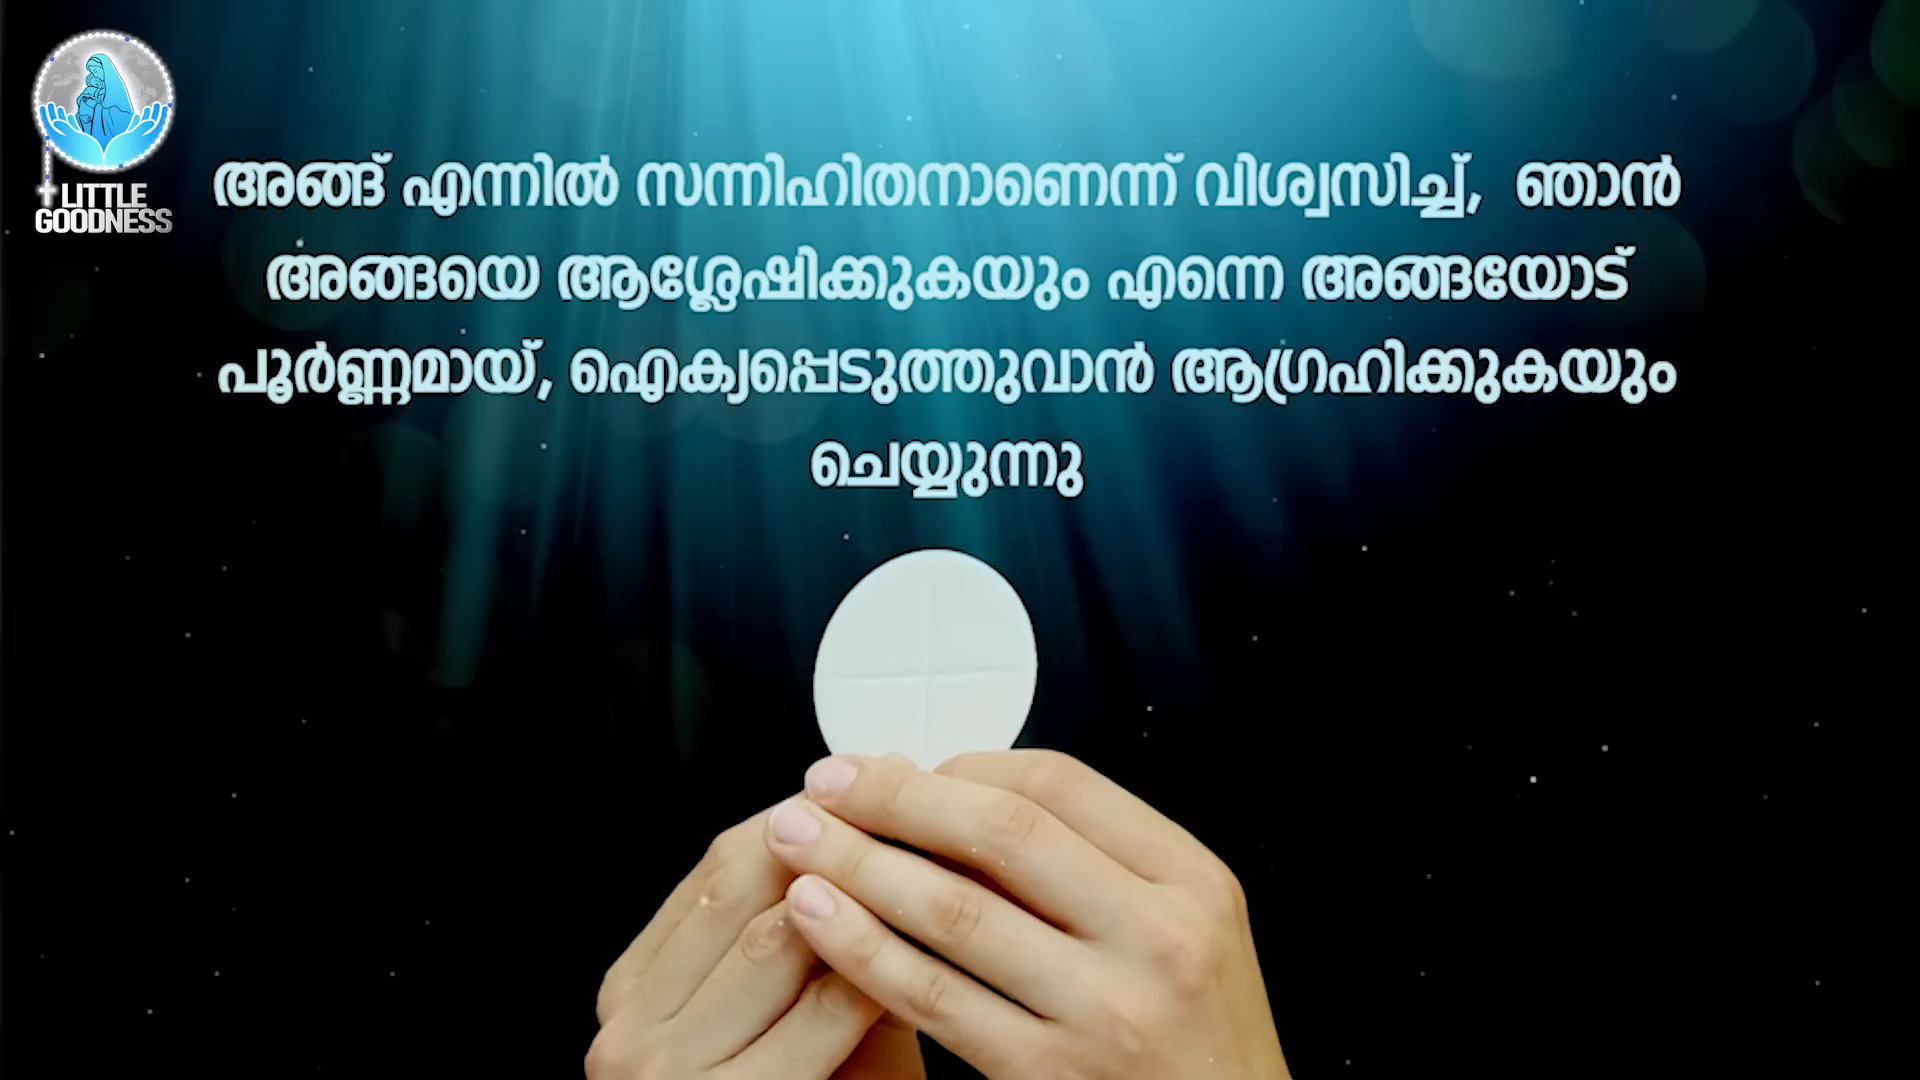 LITTLE
GOODNESS
അങ്ങ് എന്നിൽ സന്നിഹിതനാണെന്ന് വിശ്വസിച്ച്, ഞാൻ
അങ്ങയെ ആശ്ലേഷിക്കുകയും എന്നെ അങ്ങയോട്
പൂർണ്ണമായ്, ഐക്യപ്പെടുത്തുവാൻ ആഗ്രഹിക്കുകയും
ചെയ്യുന്നു